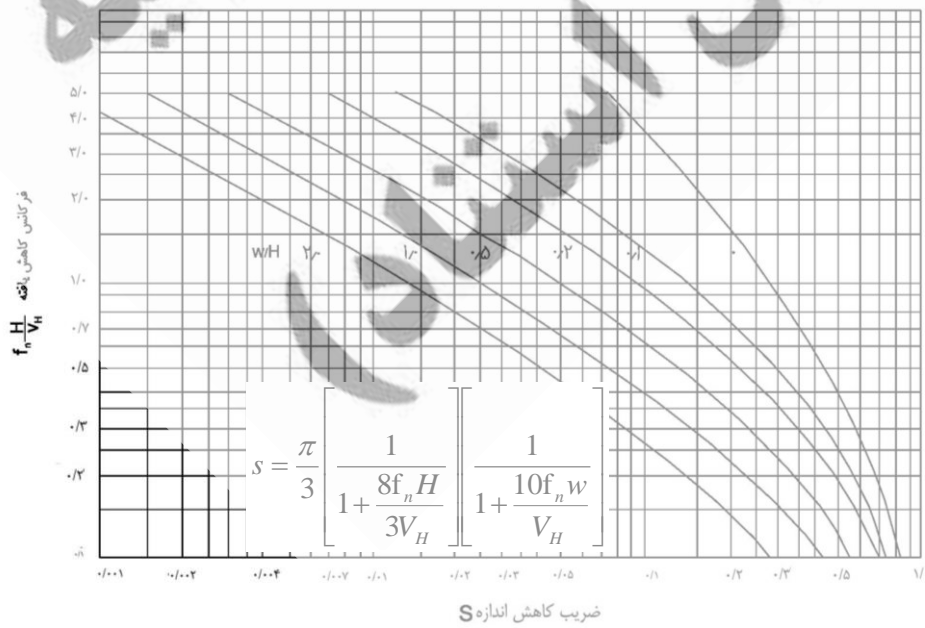 ۵/۰
۴/۰
۳/۰
۲/۰
w/H ۲٫۰ ۱٫۰ ۰٫۵ ۰٫۲ ۰٫۱ ۰
۱/۰
۰/۷
۰/۵
۰/۳
۰/۲
فرکانس کاهش یافته f_n H / V_H
s = π/3 [1 / (1 + 8f_n H / 3V_H)] [1 / (1 + 10f_n w / V_H)]
۰/۰۰۱ ۰/۰۰۲ ۰/۰۰۴ ۰/۰۰۷ ۰/۰۱ ۰/۰۲ ۰/۰۳ ۰/۰۵ ۰/۱ ۰/۲ ۰/۳ ۰/۵ ۱/
ضریب کاهش اندازه S
استاد)